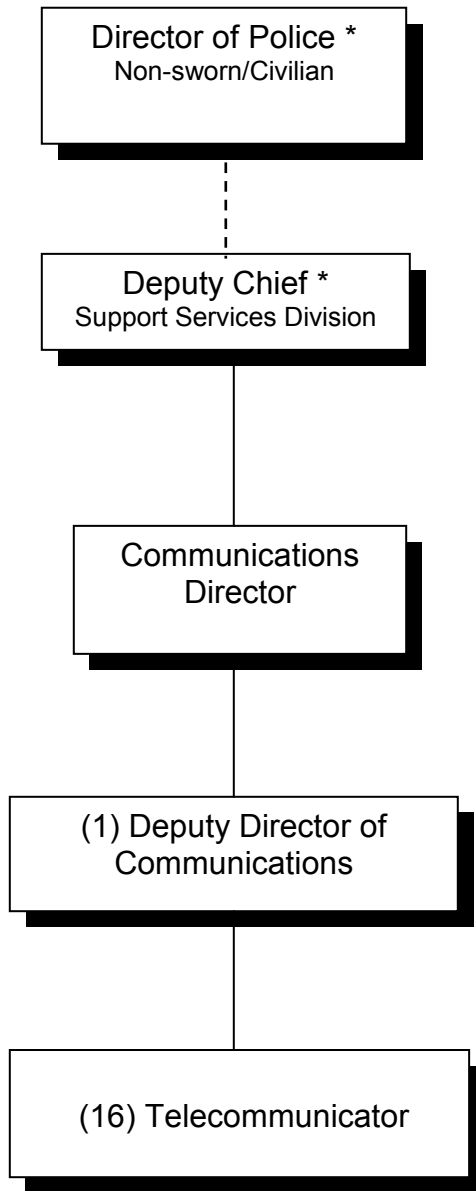 Director of Police *
Non-sworn/Civilian
Deputy Chief *
Support Services Division
Communications
Director
(1) Deputy Director of
Communications
(16) Telecommunicator